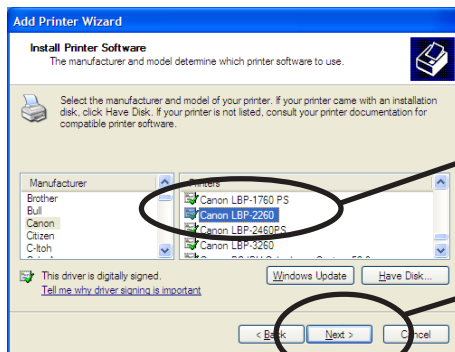 Add Printer Wizard
Install Printer Software
The manufacturer and model detemine which printer software to use.
Select the manufacturer and model of your printer. If your printer came with an installation
disk, click Have Disk. If your printer is not listed, consult your printer documentation for
compatible printer software.
Manufacturer
Brother
Bull
Canon
Citizen
C-Itoh
Printers
Canon LBP-1760 PS
Canon LBP-2260
Canon LBP-2460PS
Canon LBP-3260
This driver is digitally signed.
Tell me why driver signing is important
Windows Update
Have Disk...
< Back
Next >
Cancel